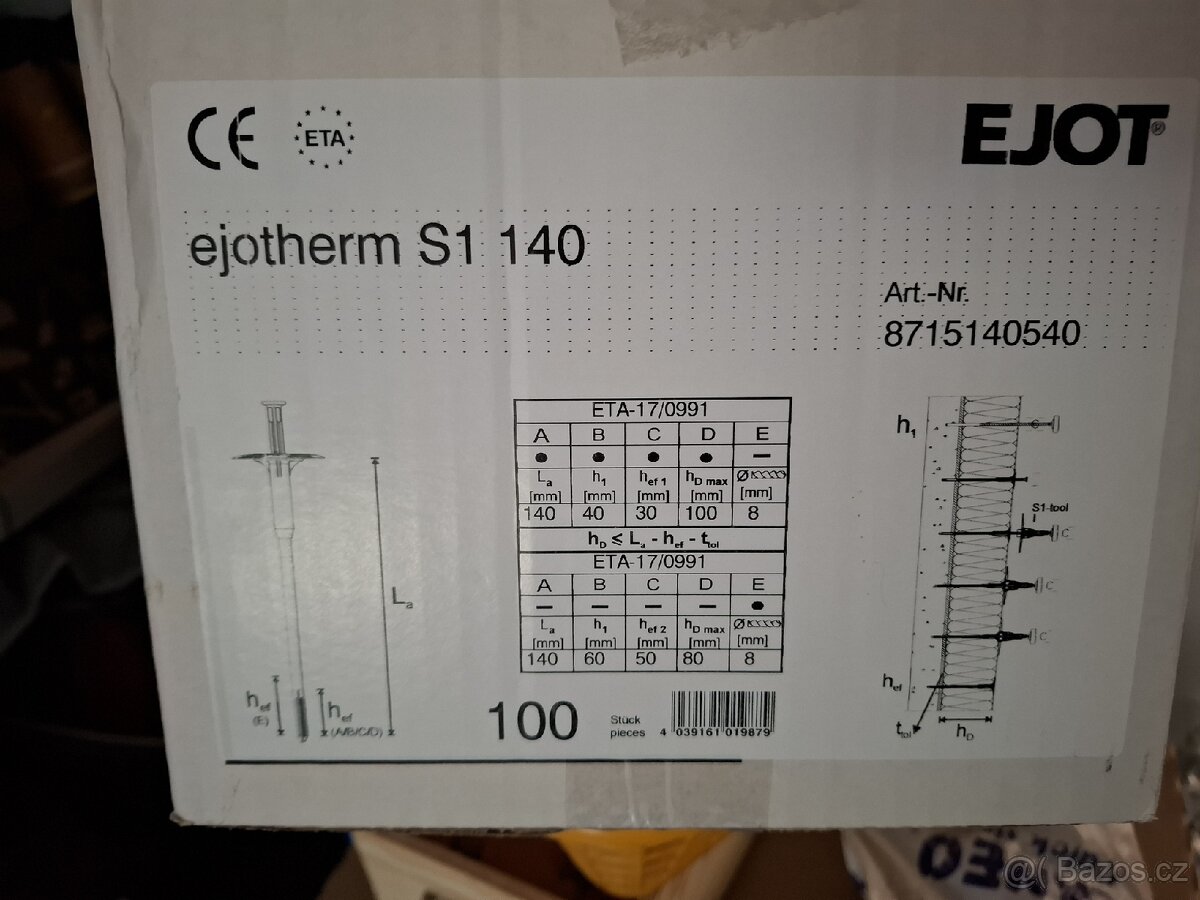 CE ETA EJOT®
ejotherm S1 140
Art.-Nr.
8715140540
ETA-17/0991
A B C D E
● ● ● ● —
La h1 hef 1 hD max Ø
[mm] [mm] [mm] [mm] [mm]
140 40 30 100 8
hD ≤ La - hef - ttol
ETA-17/0991
A B C D E
— — — — ●
La h1 hef 2 hD max Ø
[mm] [mm] [mm] [mm] [mm]
140 60 50 80 8
La
hef
(E)
hef
(A/B/C/D)
100 Stück
pieces
4 039161 019879
h1
S1-tool
hef
ttol
hD
Bazos.cz